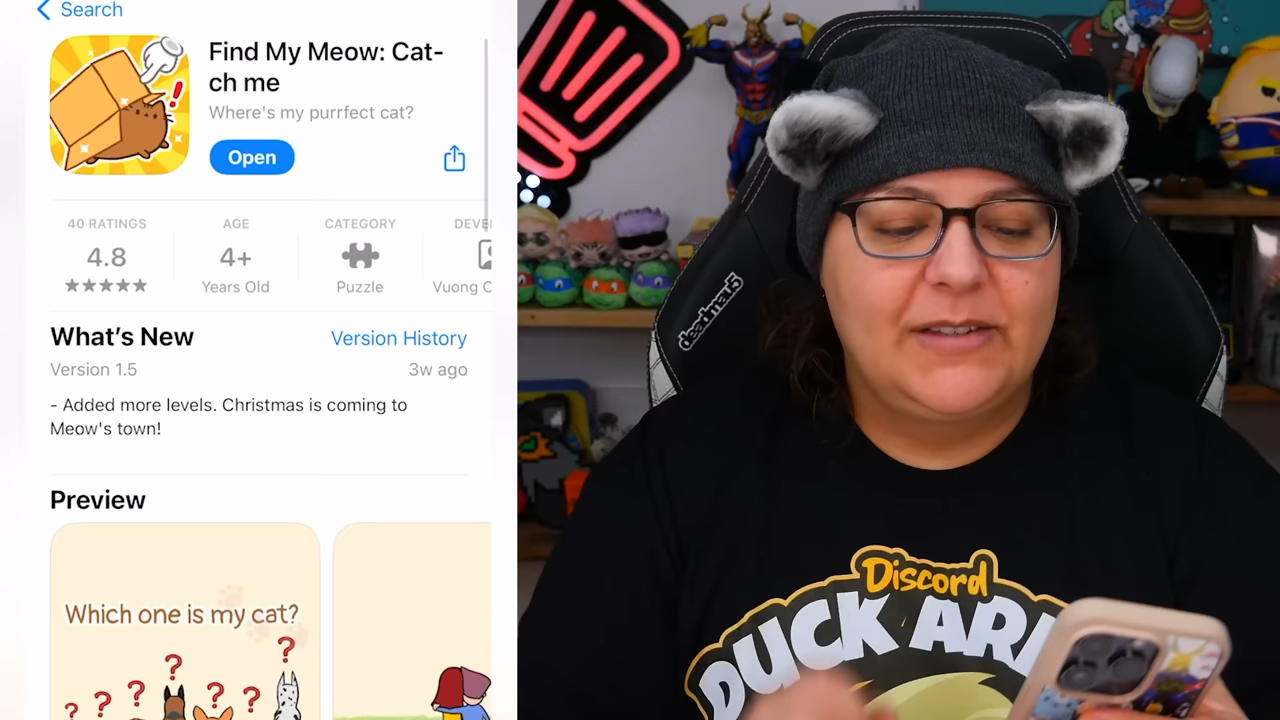 Search
Find My Meow: Cat-
ch me
Where's my purrfect cat?
Open
40 RATINGS
AGE
CATEGORY
4.8
4+
Years Old
Puzzle
What's New
Version History
Version 1.5
3w ago
- Added more levels. Christmas is coming to
Meow's town!
Preview
Which one is my cat?
? ? ? ? ? ? ?
deadmau5
Discord
DUCK